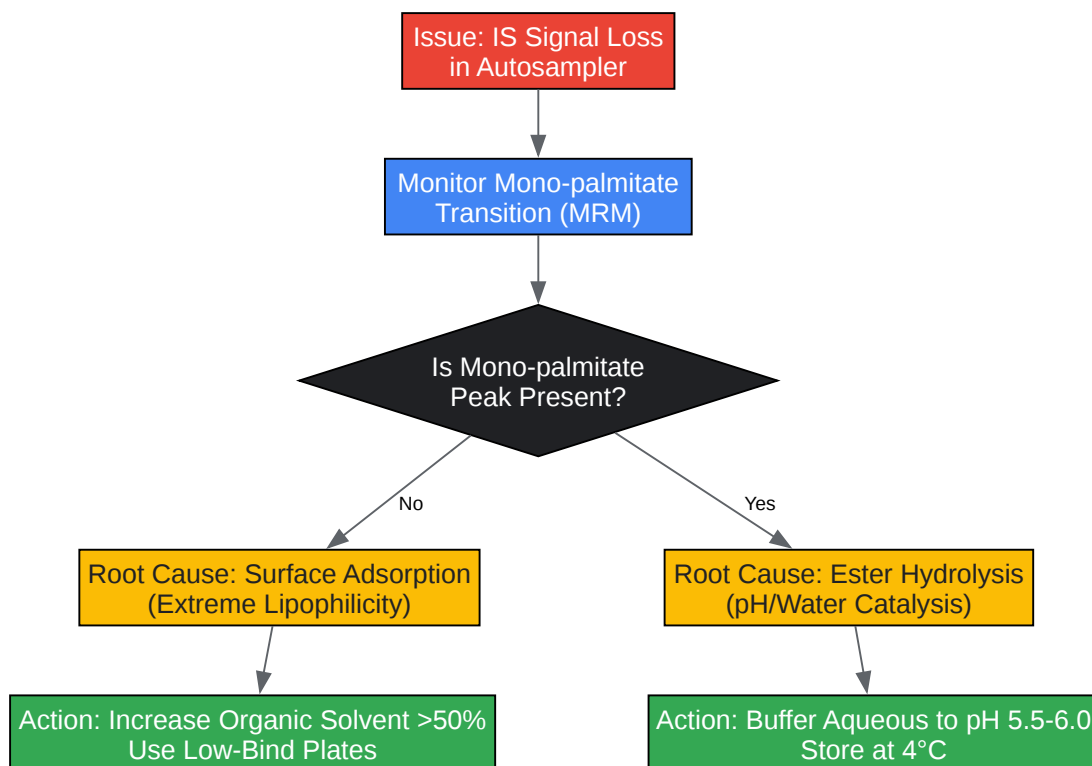 Issue: IS Signal Loss
in Autosampler
Monitor Mono-palmitate
Transition (MRM)
Is Mono-palmitate
Peak Present?
No
Yes
Root Cause: Surface Adsorption
(Extreme Lipophilicity)
Root Cause: Ester Hydrolysis
(pH/Water Catalysis)
Action: Increase Organic Solvent >50%
Use Low-Bind Plates
Action: Buffer Aqueous to pH 5.5-6.0
Store at 4°C